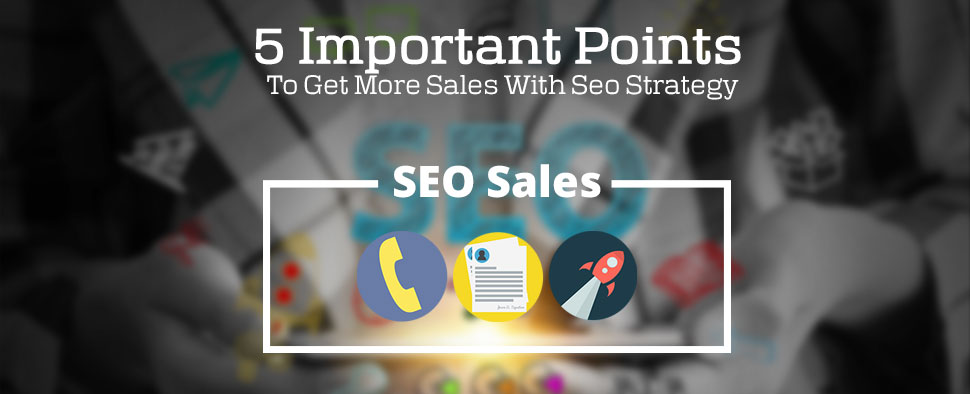 5 Important Points
To Get More Sales With Seo Strategy
SEO
SEO Sales